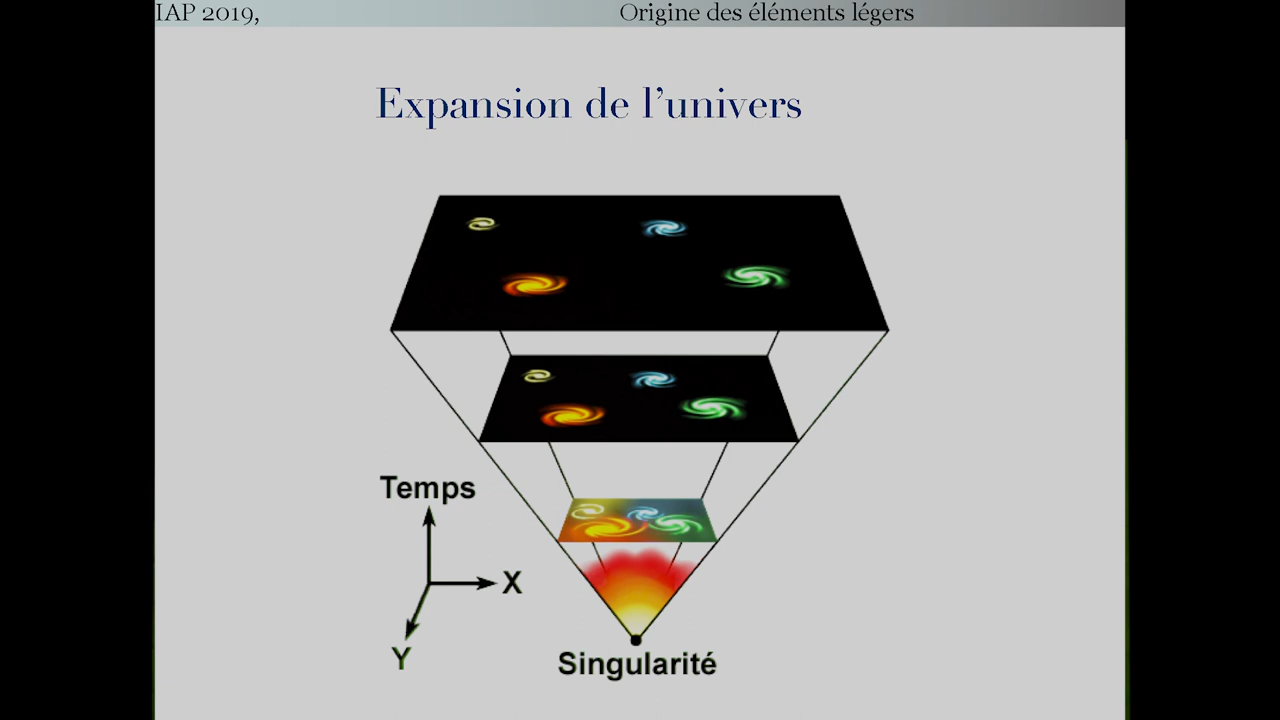 IAP 2019,
Origine des éléments légers
Expansion de l'univers
Temps
X
Y
Singularité